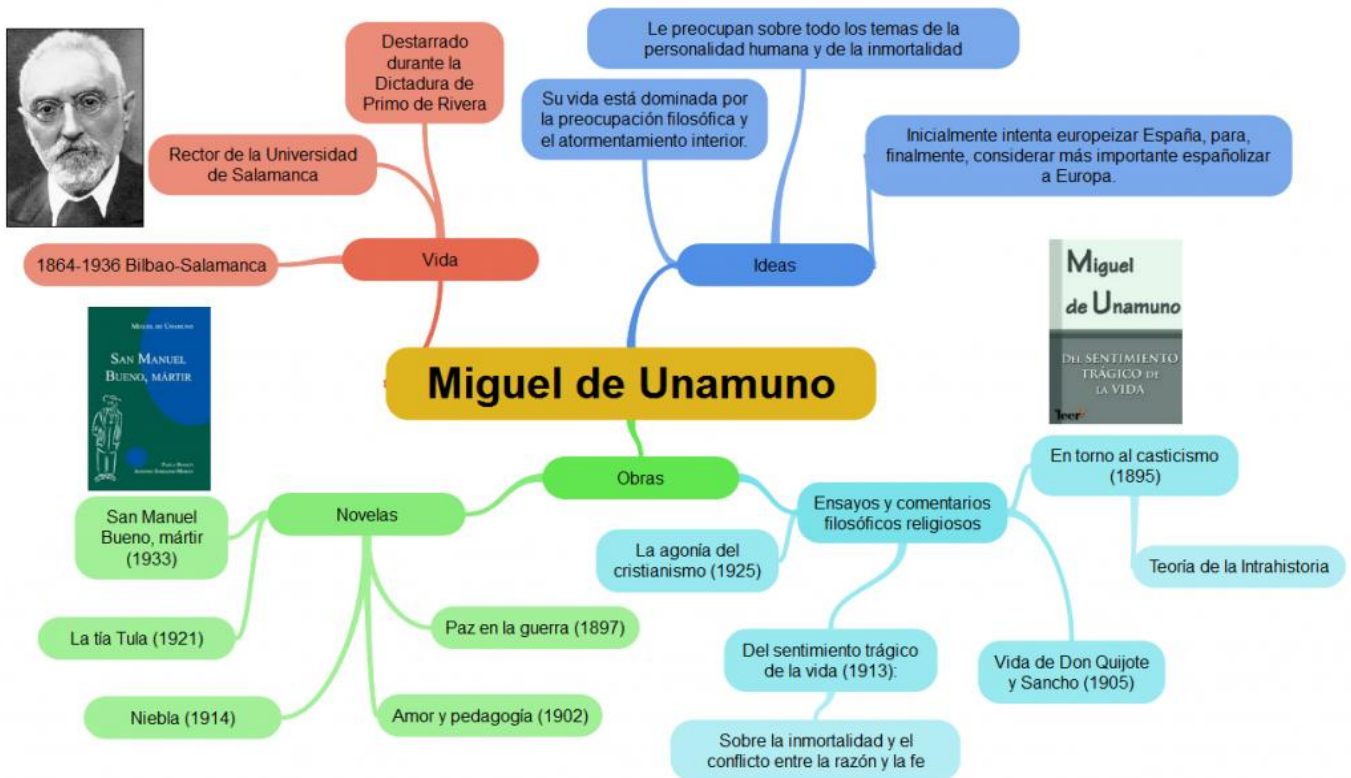 Destarrado
durante la
Dictadura de
Primo de Rivera
Rector de la Universidad
de Salamanca
1864-1936 Bilbao-Salamanca
Vida
Le preocupan sobre todo los temas de la
personalidad humana y de la inmortalidad
Su vida está dominada por
la preocupación filosófica y
el atormentamiento interior.
Inicialmente intenta europeizar España, para,
finalmente, considerar más importante españolizar
a Europa.
Ideas
MIGUEL DE UNAMUNO
SAN MANUEL
BUENO, MÁRTIR
Miguel
de Unamuno
DEL SENTIMIENTO
TRÁGICO DE
LA VIDA
leer
Miguel de Unamuno
Obras
Novelas
San Manuel
Bueno, mártir
(1933)
La tía Tula (1921)
Niebla (1914)
Paz en la guerra (1897)
Amor y pedagogía (1902)
Ensayos y comentarios
filosóficos religiosos
La agonía del
cristianismo (1925)
Del sentimiento trágico
de la vida (1913):
Sobre la inmortalidad y el
conflicto entre la razón y la fe
En torno al casticismo
(1895)
Teoría de la Intrahistoria
Vida de Don Quijote
y Sancho (1905)